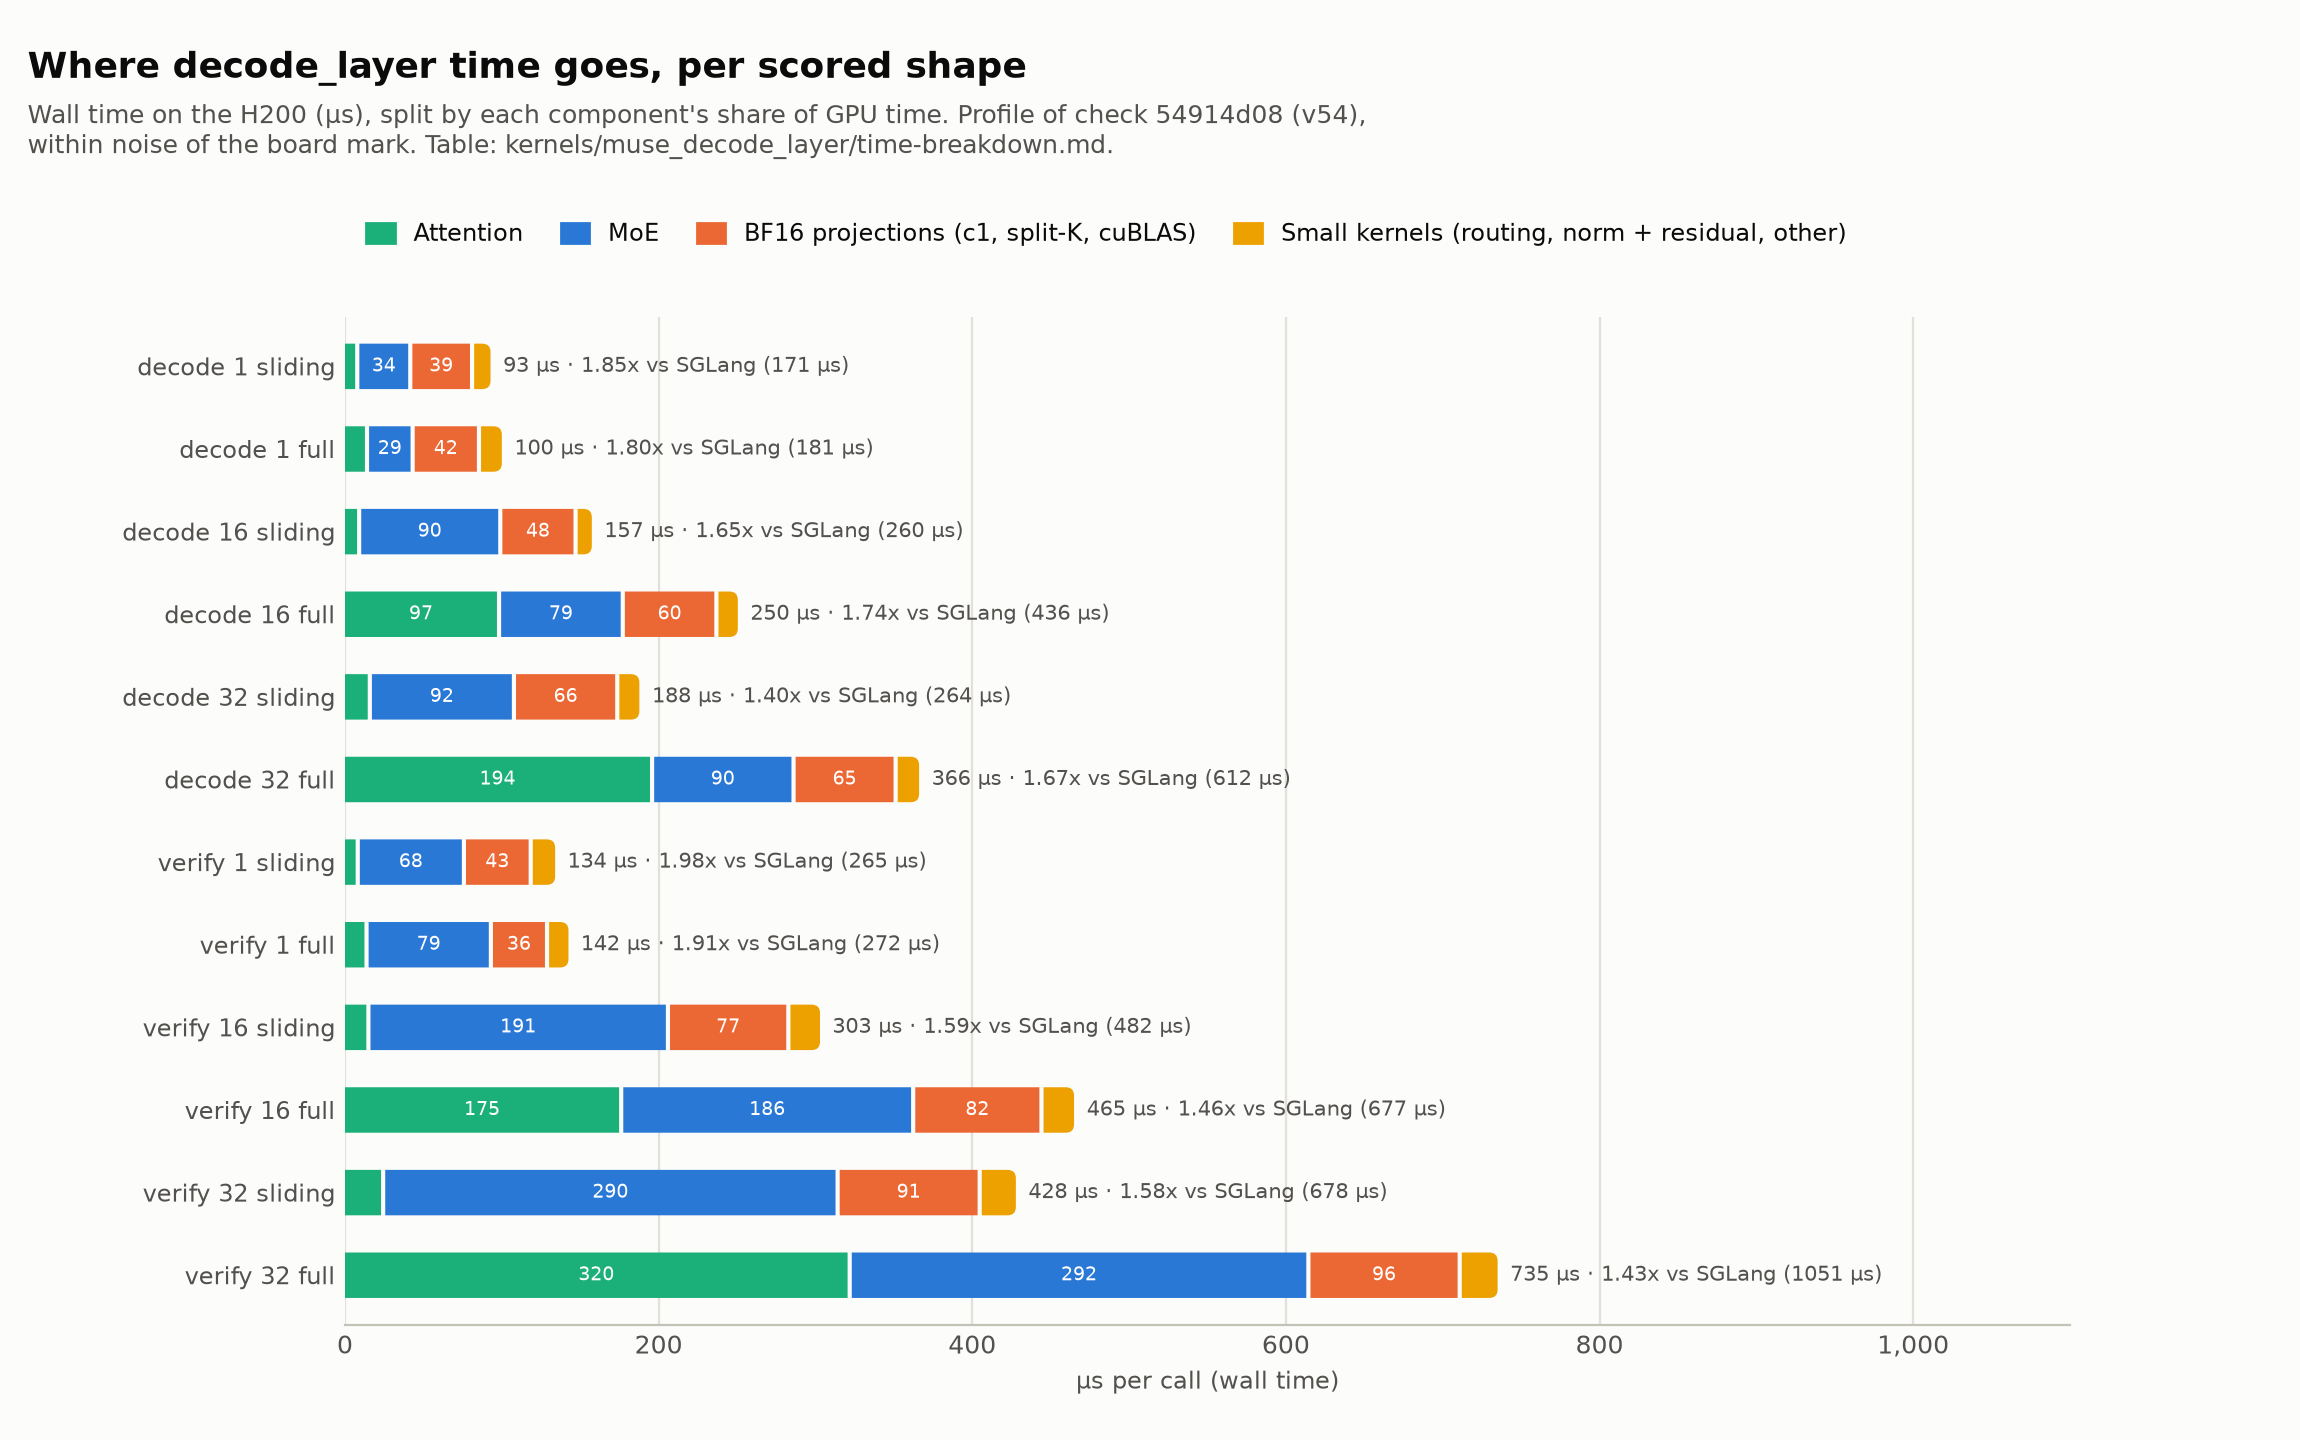 Where decode_layer time goes, per scored shape
Wall time on the H200 (µs), split by each component's share of GPU time. Profile of check 54914d08 (v54),
within noise of the board mark. Table: kernels/muse_decode_layer/time-breakdown.md.
Attention MoE BF16 projections (c1, split-K, cuBLAS) Small kernels (routing, norm + residual, other)
decode 1 sliding 34 39 93 µs · 1.85x vs SGLang (171 µs)
decode 1 full 29 42 100 µs · 1.80x vs SGLang (181 µs)
decode 16 sliding 90 48 157 µs · 1.65x vs SGLang (260 µs)
decode 16 full 97 79 60 250 µs · 1.74x vs SGLang (436 µs)
decode 32 sliding 92 66 188 µs · 1.40x vs SGLang (264 µs)
decode 32 full 194 90 65 366 µs · 1.67x vs SGLang (612 µs)
verify 1 sliding 68 43 134 µs · 1.98x vs SGLang (265 µs)
verify 1 full 79 36 142 µs · 1.91x vs SGLang (272 µs)
verify 16 sliding 191 77 303 µs · 1.59x vs SGLang (482 µs)
verify 16 full 175 186 82 465 µs · 1.46x vs SGLang (677 µs)
verify 32 sliding 290 91 428 µs · 1.58x vs SGLang (678 µs)
verify 32 full 320 292 96 735 µs · 1.43x vs SGLang (1051 µs)
0 200 400 600 800 1,000
µs per call (wall time)